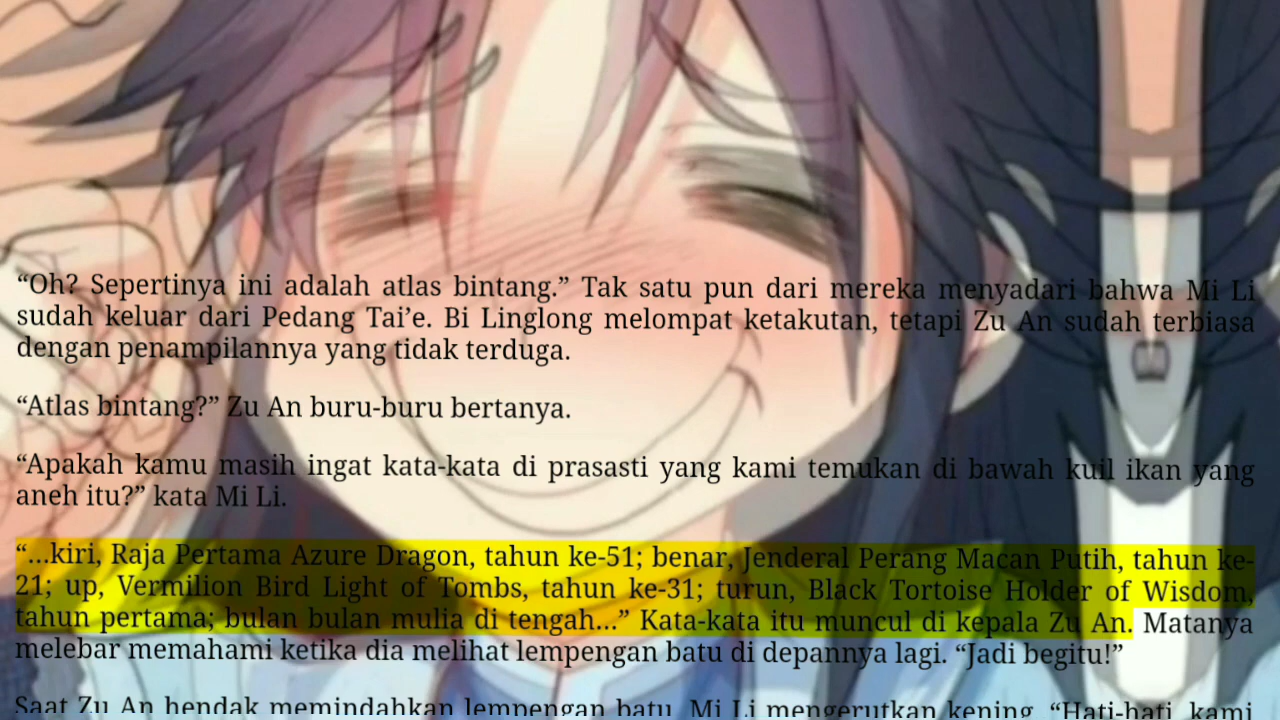 “Oh? Sepertinya ini adalah atlas bintang.” Tak satu pun dari mereka menyadari bahwa Mi Li
sudah keluar dari Pedang Tai’e. Bi Linglong melompat ketakutan, tetapi Zu An sudah terbiasa
dengan penampilannya yang tidak terduga.
“Atlas bintang?” Zu An buru-buru bertanya.
“Apakah kamu masih ingat kata-kata di prasasti yang kami temukan di bawah kuil ikan yang
aneh itu?” kata Mi Li.
“...kiri, Raja Pertama Azure Dragon, tahun ke-51; benar, Jenderal Perang Macan Putih, tahun ke-
21; up, Vermilion Bird Light of Tombs, tahun ke-31; turun, Black Tortoise Holder of Wisdom,
tahun pertama; bulan bulan mulia di tengah...” Kata-kata itu muncul di kepala Zu An. Matanya
melebar memahami ketika dia melihat lempengan batu di depannya lagi. “Jadi begitu!”
Saat Zu An hendak memindahkan lempengan batu, Mi Li mengerutkan kening. “Hati-hati, kami